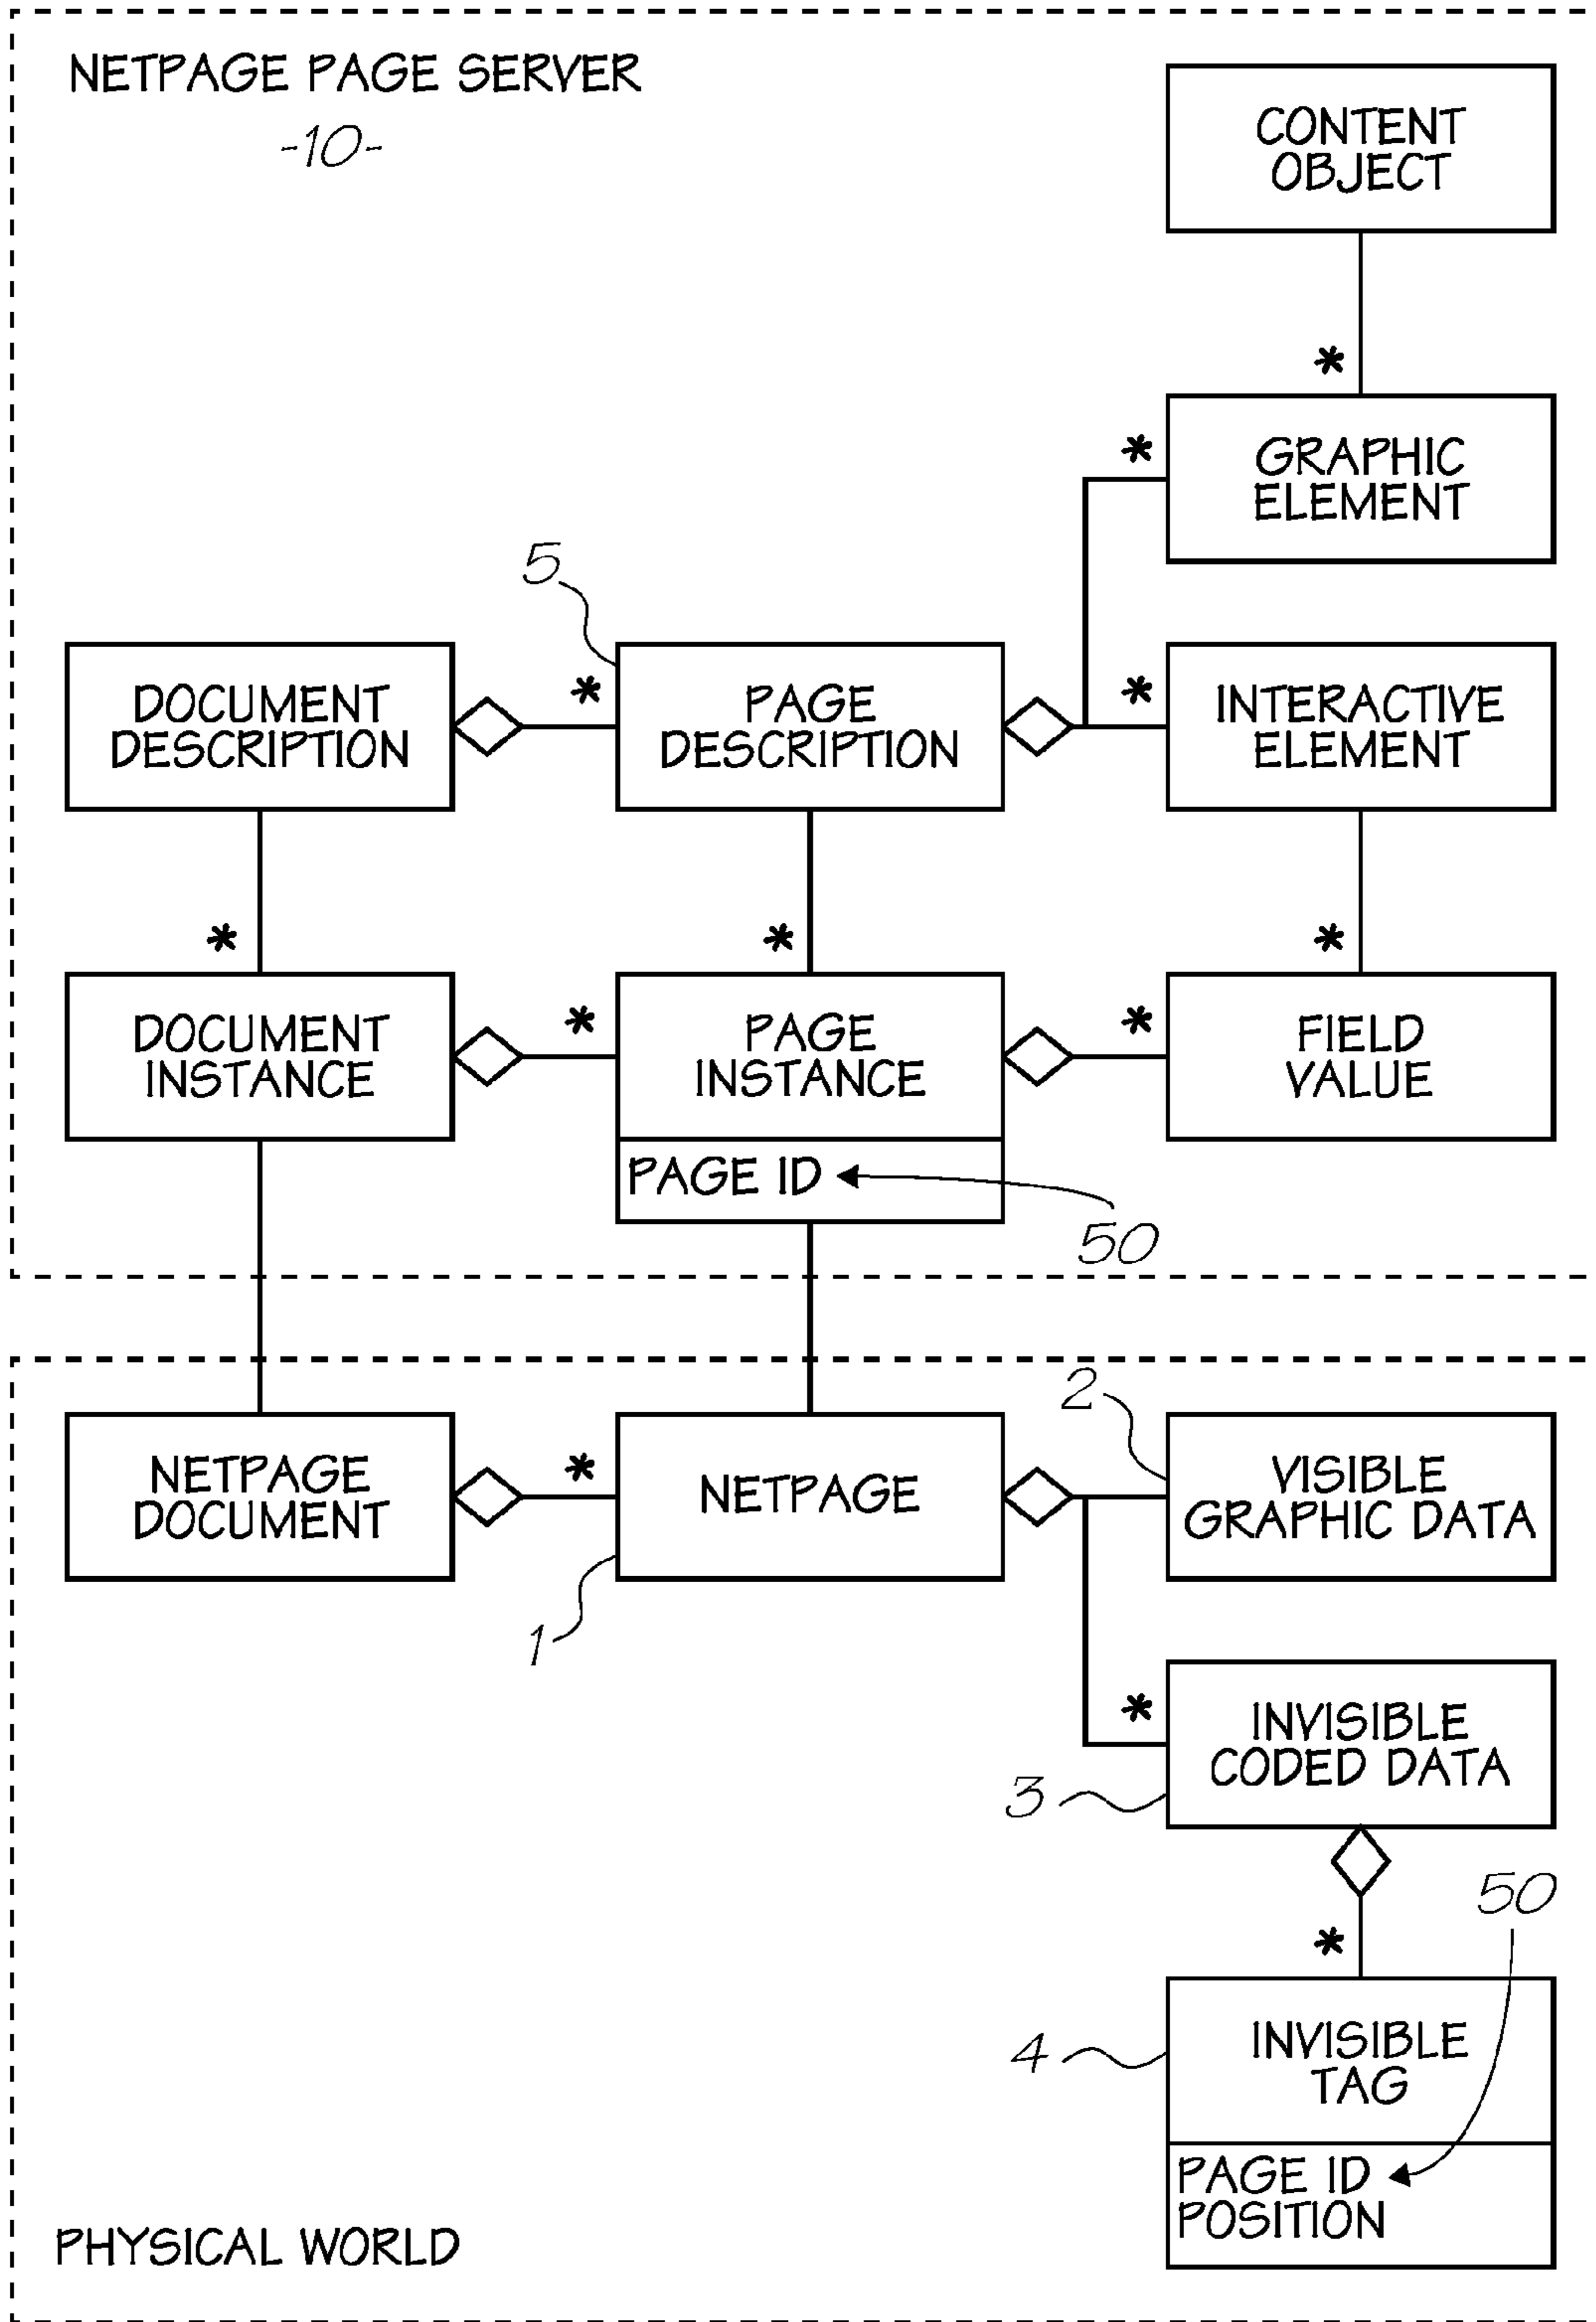 NETPAGE PAGE SERVER
-10-
CONTENT
OBJECT
*
*
GRAPHIC
ELEMENT
5
DOCUMENT
DESCRIPTION
*
PAGE
DESCRIPTION
*
INTERACTIVE
ELEMENT
*
*
*
DOCUMENT
INSTANCE
*
PAGE
INSTANCE
*
FIELD
VALUE
PAGE ID
50
2
NETPAGE
DOCUMENT
*
NETPAGE
VISIBLE
GRAPHIC DATA
1
*
INVISIBLE
CODED DATA
3
50
*
4
INVISIBLE
TAG
PAGE ID
POSITION
PHYSICAL WORLD